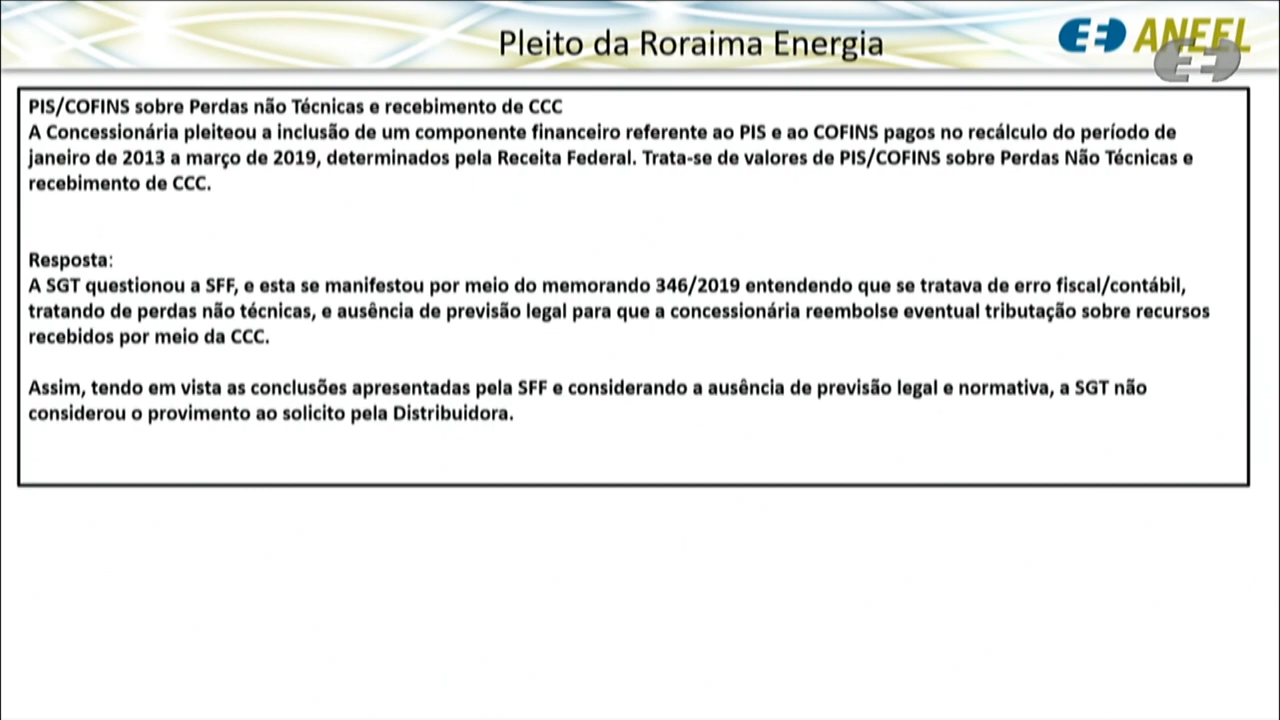 Pleito da Roraima Energia
ANEEL
PIS/COFINS sobre Perdas não Técnicas e recebimento de CCC
A Concessionária pleiteou a inclusão de um componente financeiro referente ao PIS e ao COFINS pagos no recálculo do período de
janeiro de 2013 a março de 2019, determinados pela Receita Federal. Trata-se de valores de PIS/COFINS sobre Perdas Não Técnicas e
recebimento de CCC.
Resposta:
A SGT questionou a SFF, e esta se manifestou por meio do memorando 346/2019 entendendo que se tratava de erro fiscal/contábil,
tratando de perdas não técnicas, e ausência de previsão legal para que a concessionária reembolse eventual tributação sobre recursos
recebidos por meio da CCC.
Assim, tendo em vista as conclusões apresentadas pela SFF e considerando a ausência de previsão legal e normativa, a SGT não
considerou o provimento ao solicito pela Distribuidora.